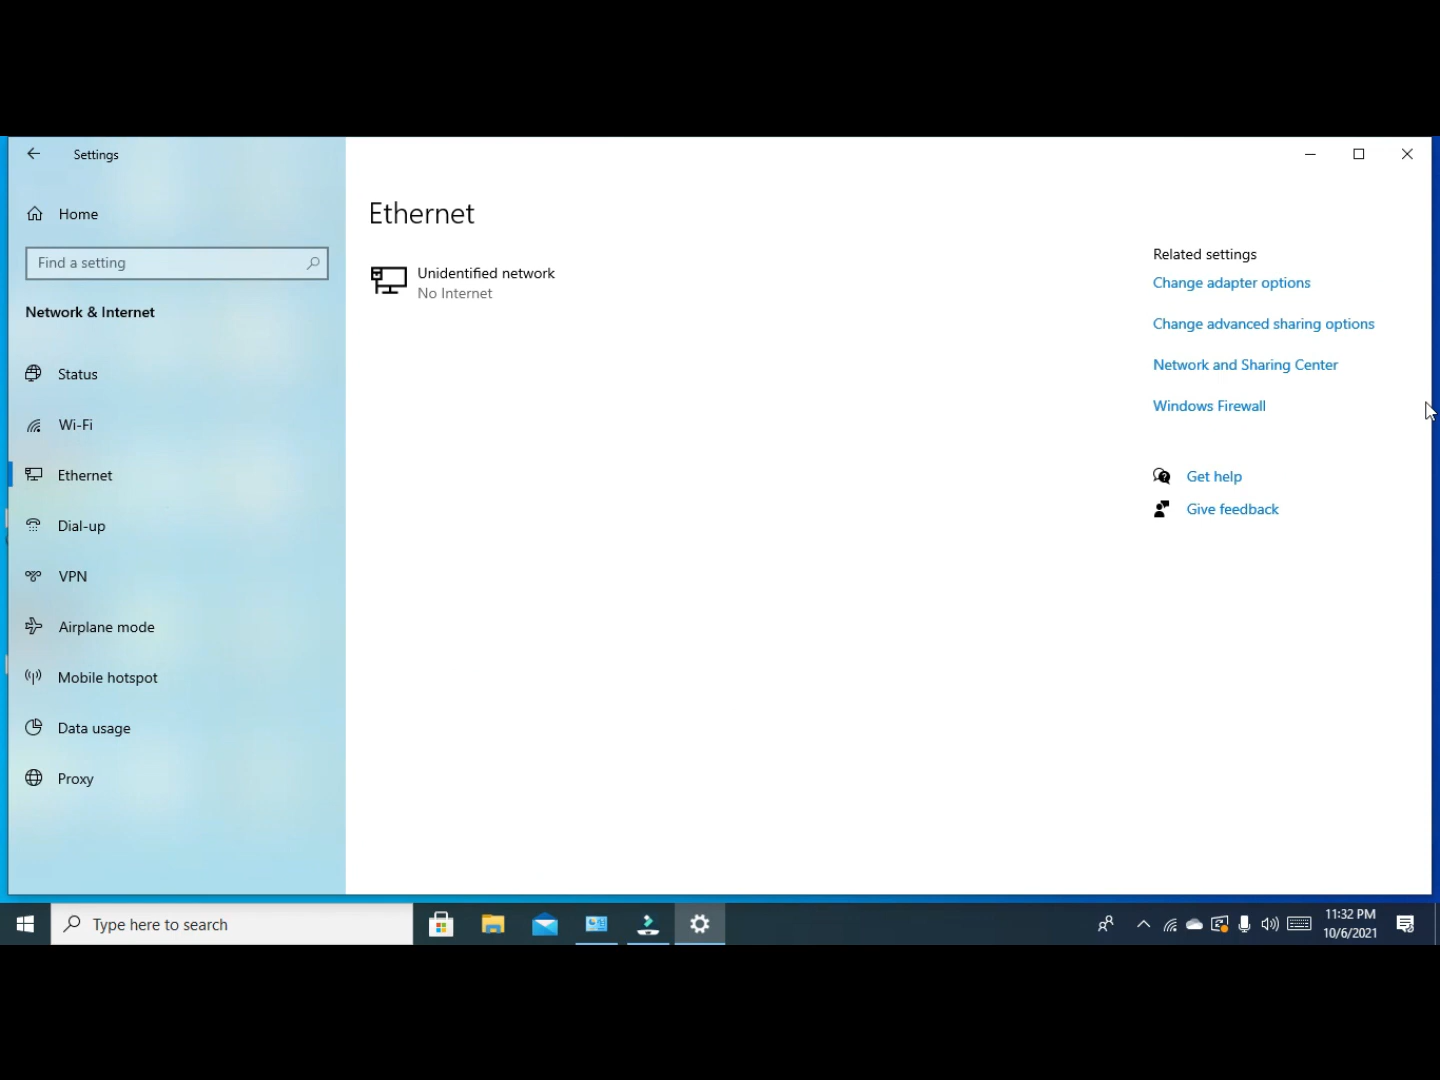 Settings
Home
Find a setting
Network & Internet
Status
Wi-Fi
Ethernet
Dial-up
VPN
Airplane mode
Mobile hotspot
Data usage
Proxy
Ethernet
Unidentified network
No Internet
Related settings
Change adapter options
Change advanced sharing options
Network and Sharing Center
Windows Firewall
Get help
Give feedback
Type here to search
11:32 PM
10/6/2021